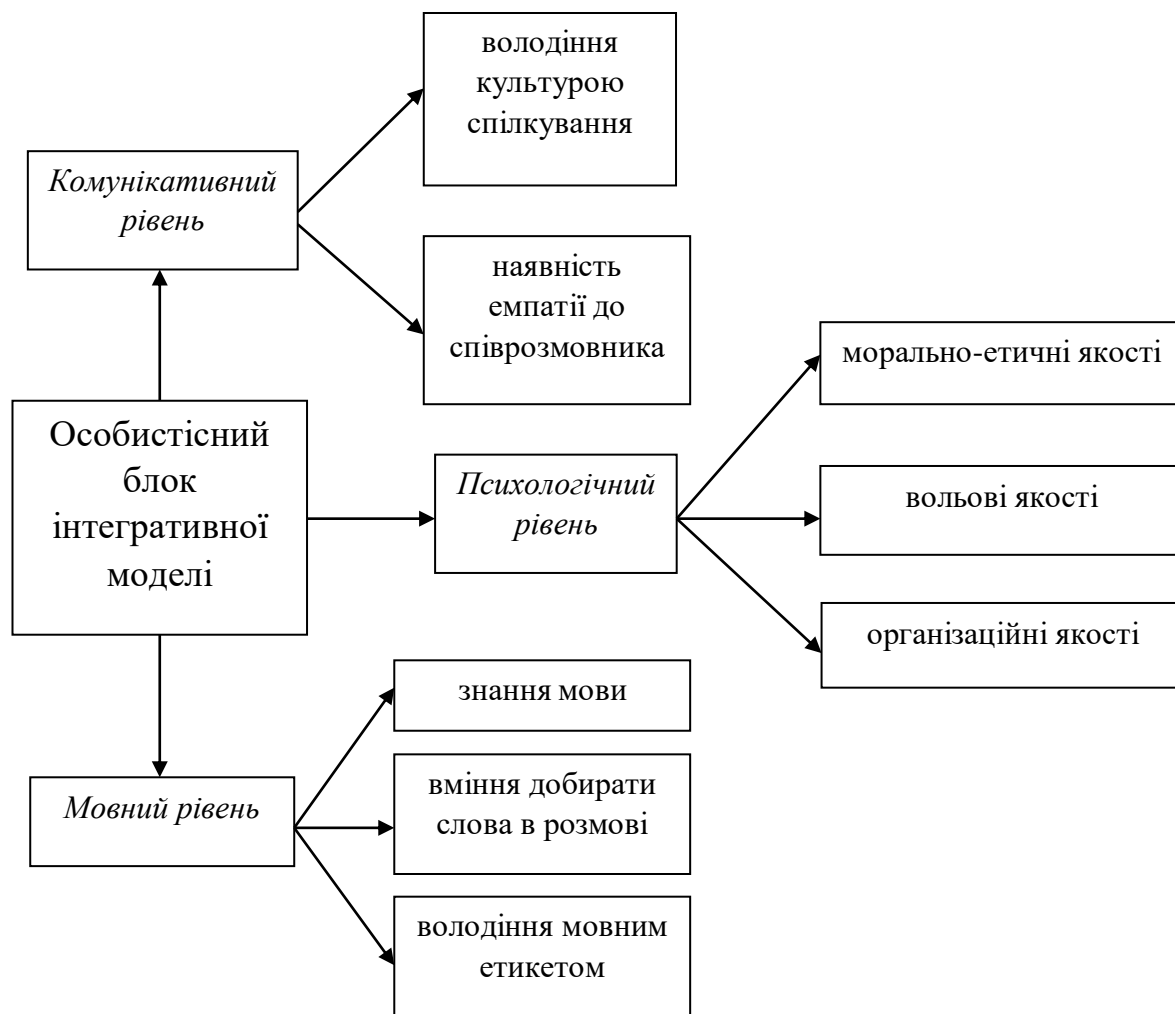 володіння
культурою
спілкування
Комунікативний
рівень
наявність
емпатії до
співрозмовника
морально-етичні якості
Особистісний
блок
інтегративної
моделі
Психологічний
рівень
вольові якості
організаційні якості
знання мови
Мовний рівень
вміння добирати
слова в розмові
володіння мовним
етикетом